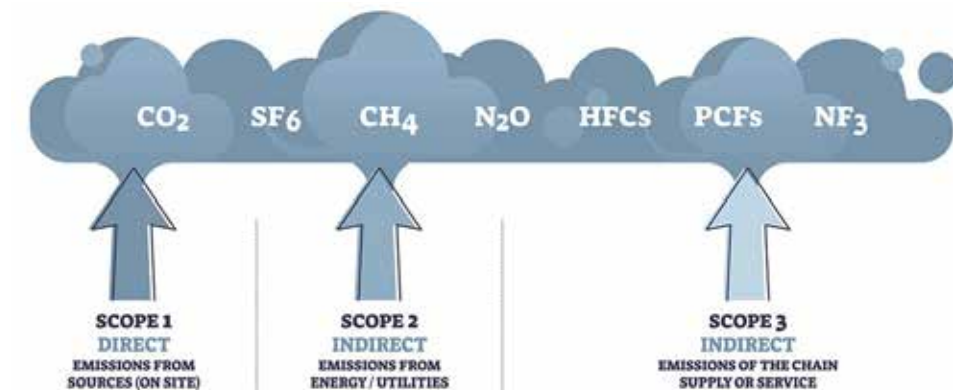 CO₂ SF₆ CH₄ N₂O HFCs PCFs NF₃
SCOPE 1
DIRECT
EMISSIONS FROM
SOURCES (ON SITE)
SCOPE 2
INDIRECT
EMISSIONS FROM
ENERGY / UTILITIES
SCOPE 3
INDIRECT
EMISSIONS OF THE CHAIN
SUPPLY OR SERVICE